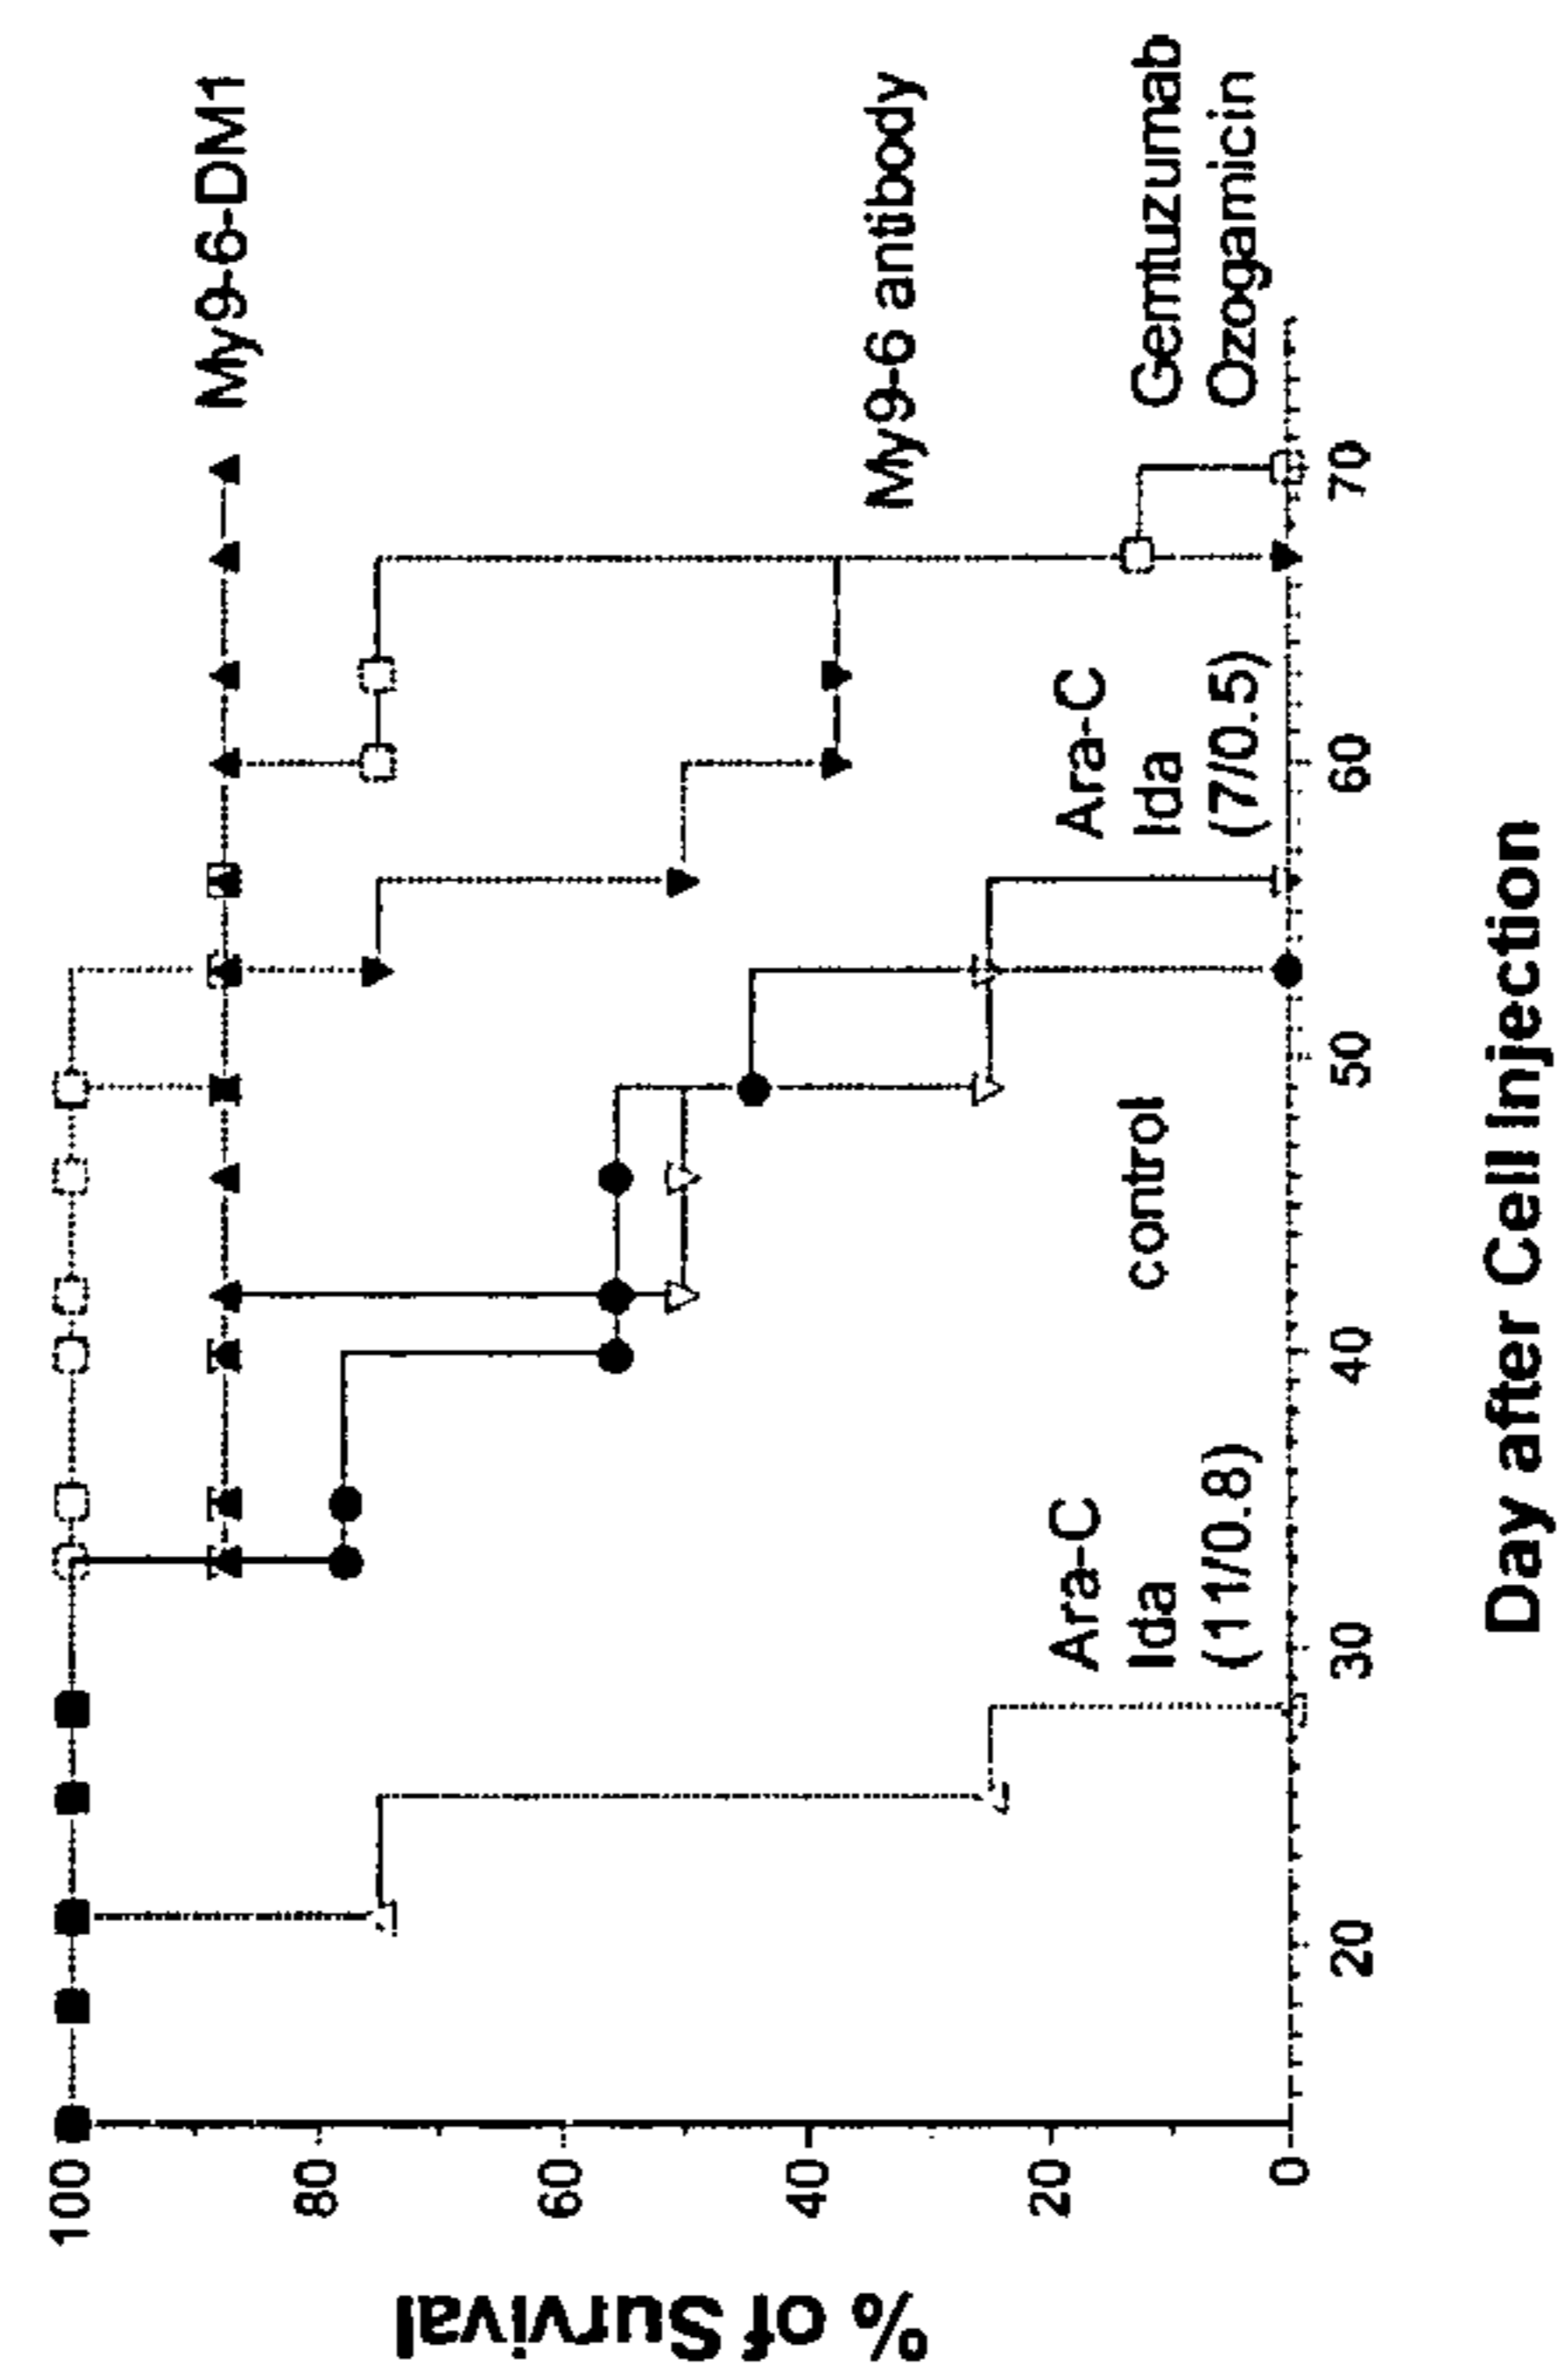 % of Survival
100
80
60
40
20
0
My9-6-DM1
My9-6 antibody
Gemtuzumab
Ozogamicin
Ara-C
Ida
(7/0.5)
control
Ara-C
Ida
(11/0.8)
20
30
40
50
60
70
Day after Cell Injection